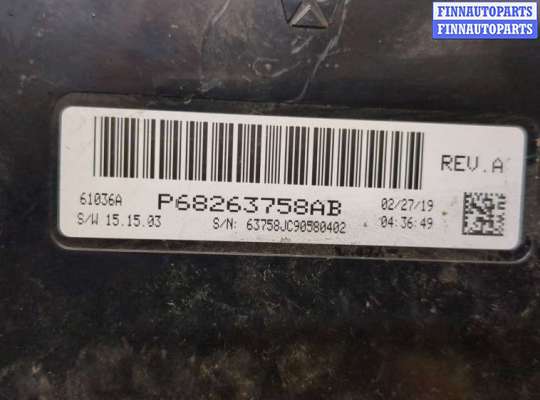 FINNAUTOPARTS
FINNAUTOPARTS
REV.A
61036A P68263758AB 02/27/19
S/W 15.15.03 S/N: 63758JC90580402 04:36:49